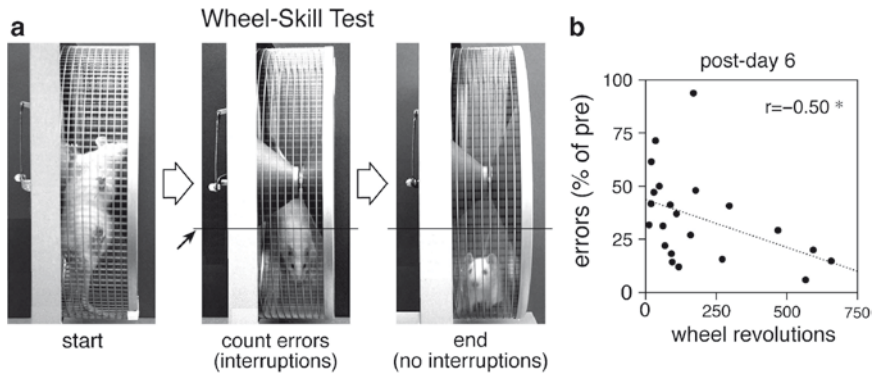 a
Wheel-Skill Test
start
count errors
(interruptions)
end
(no interruptions)
b
post-day 6
r=−0.50 *
errors (% of pre)
100
75
50
25
0
0
250
500
750
wheel revolutions